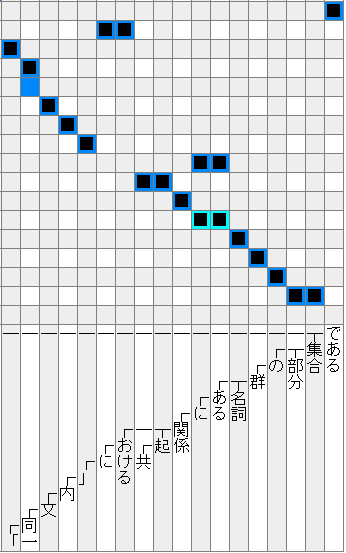 「
同一
文
内
」
に
おける
共
起
関係
に
ある
名詞
群
の
部分
集合
である